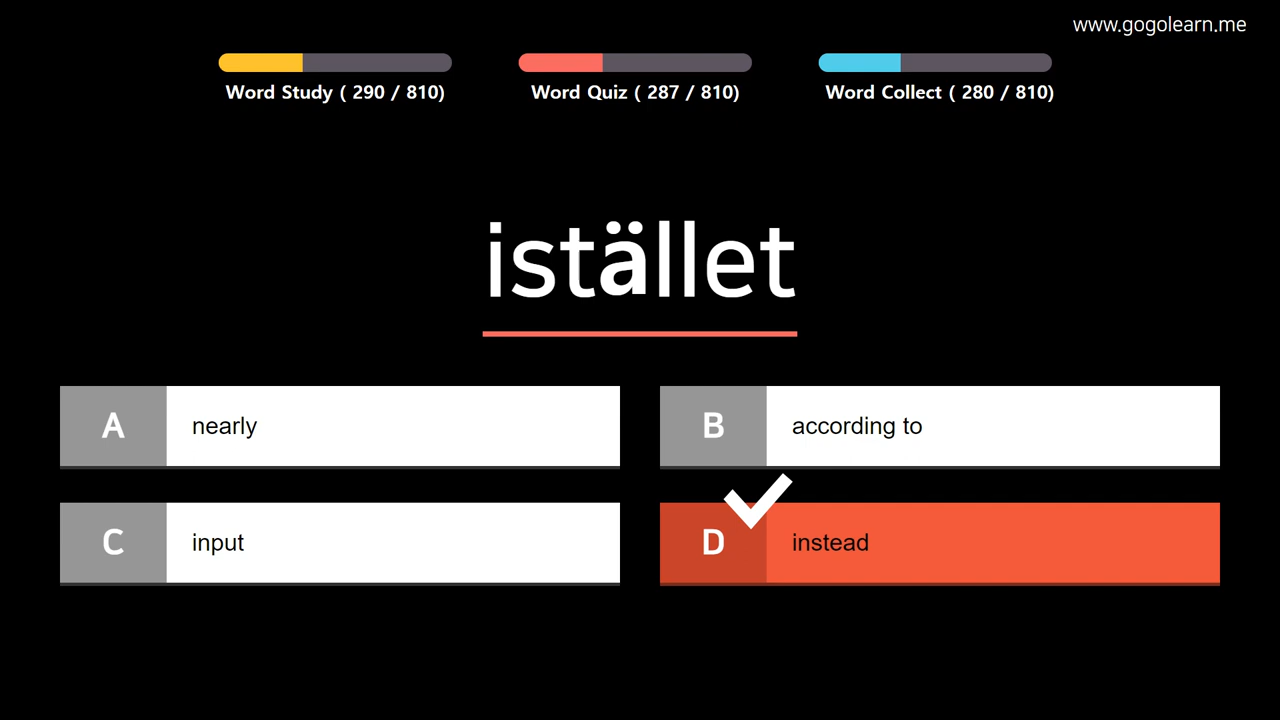 www.gogolearn.me
Word Study ( 290 / 810)
Word Quiz ( 287 / 810)
Word Collect ( 280 / 810)
istället
A nearly
B according to
C input
D instead